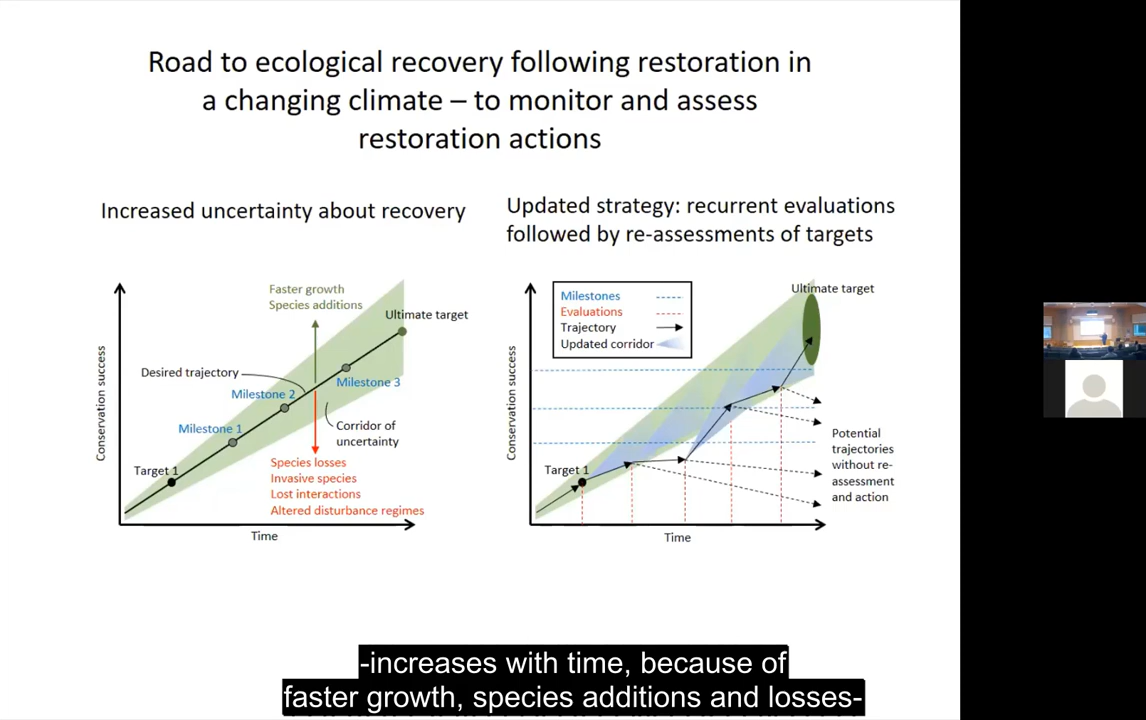 Road to ecological recovery following restoration in
a changing climate – to monitor and assess
restoration actions
Increased uncertainty about recovery
Conservation success
Faster growth
Species additions
Ultimate target
Desired trajectory
Milestone 3
Milestone 2
Milestone 1
Corridor of
uncertainty
Target 1
Species losses
Invasive species
Lost interactions
Altered disturbance regimes
Time
Updated strategy: recurrent evaluations
followed by re-assessments of targets
Conservation success
Milestones
Evaluations
Trajectory
Updated corridor
Ultimate target
Target 1
Potential
trajectories
without re-
assessment
and action
Time
-increases with time, because of
faster growth, species additions and losses-